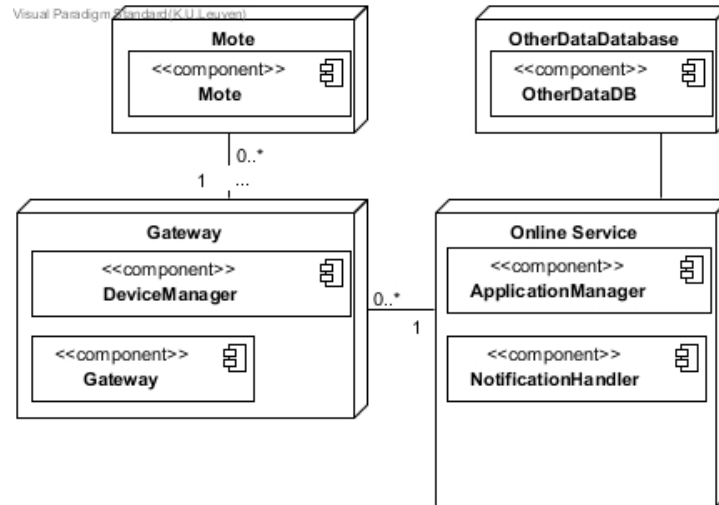 Visual Paradigm Standard(K.U.Leuven)
Mote
<<component>>
Mote
OtherDataDatabase
<<component>>
OtherDataDB
0..*
1 ...
Gateway
<<component>>
DeviceManager
<<component>>
Gateway
0..*
1
Online Service
<<component>>
ApplicationManager
<<component>>
NotificationHandler